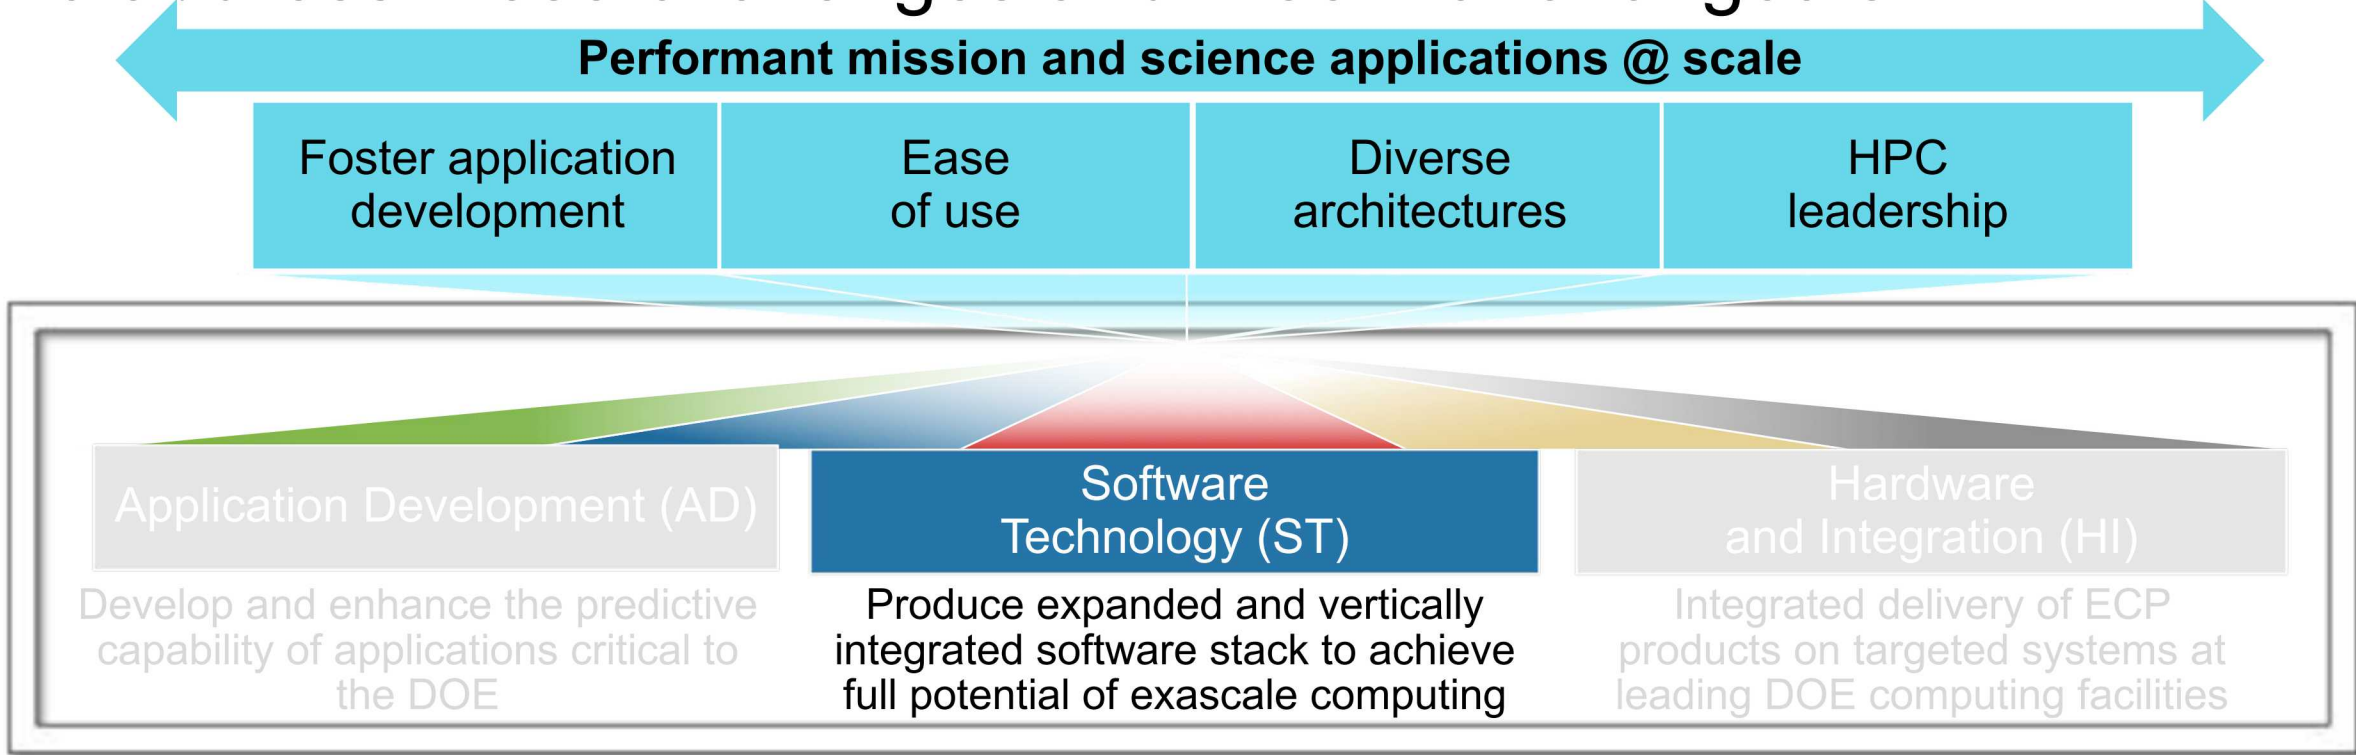 Performant mission and science applications @ scale
Foster application
development
Ease
of use
Diverse
architectures
HPC
leadership
Application Development (AD)
Software
Technology (ST)
Hardware
and Integration (HI)
Develop and enhance the predictive
capability of applications critical to
the DOE
Produce expanded and vertically
integrated software stack to achieve
full potential of exascale computing
Integrated delivery of ECP
products on targeted systems at
leading DOE computing facilities